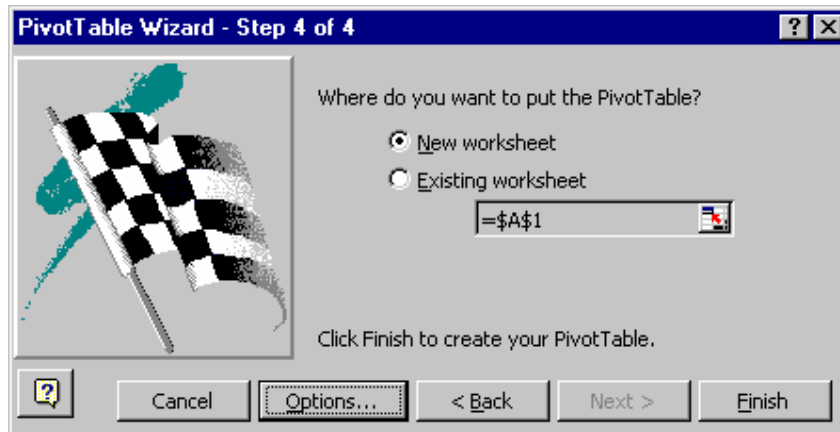 PivotTable Wizard - Step 4 of 4
Where do you want to put the PivotTable?
New worksheet
Existing worksheet
=$A$1
Click Finish to create your PivotTable.
Cancel Options... < Back Next > Finish